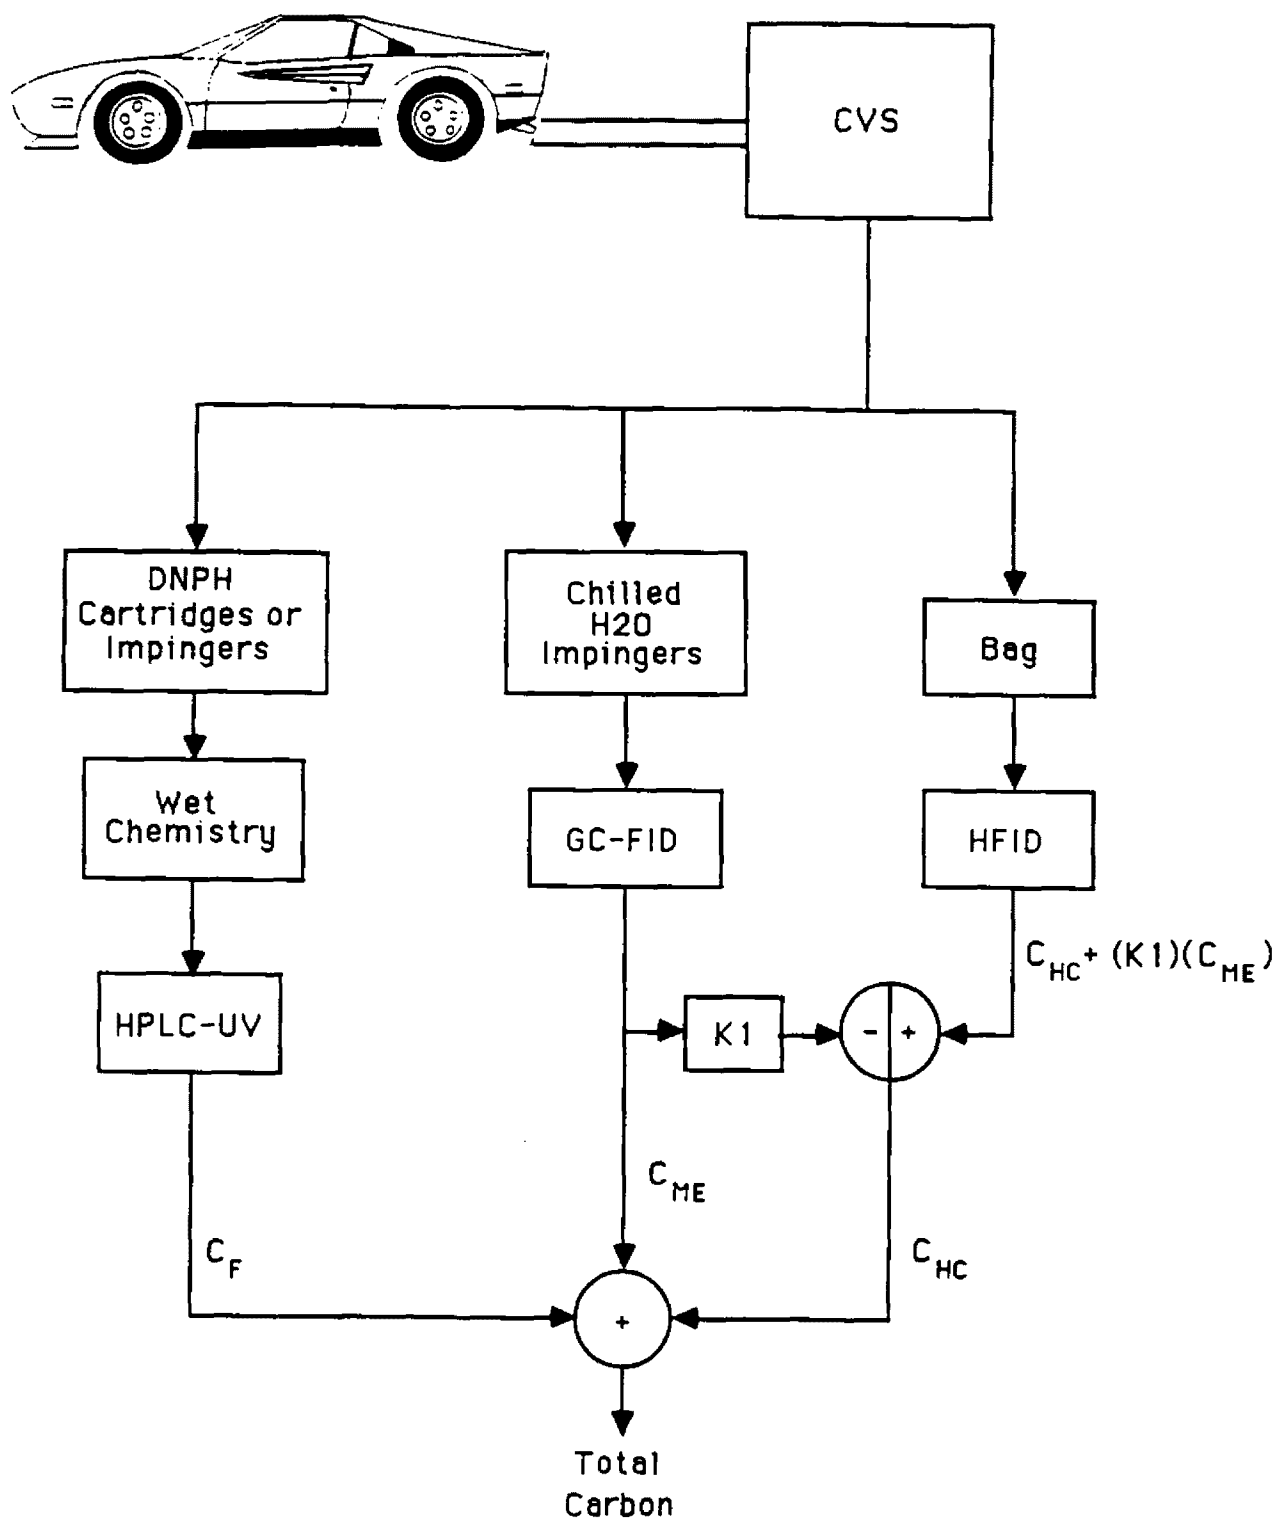 CVS
DNPH
Cartridges or
Impingers
Chilled
H2O
Impingers
Bag
Wet
Chemistry
GC-FID
HFID
HPLC-UV
C_HC + (K1)(C_ME)
K1
- +
C_ME
C_F
C_HC
+
Total
Carbon